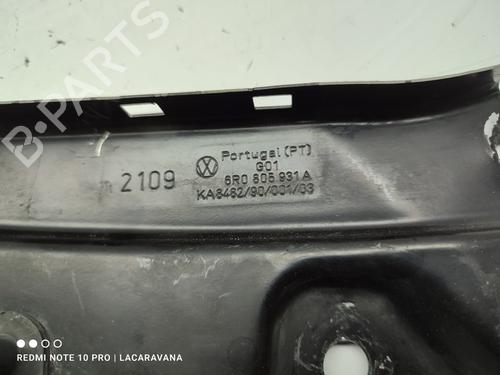 B-PARTS
Portugal (PT)
G01
2109
6R0 805 931 A
KA8462/90/001/03
REDMI NOTE 10 PRO | LACARAVANA